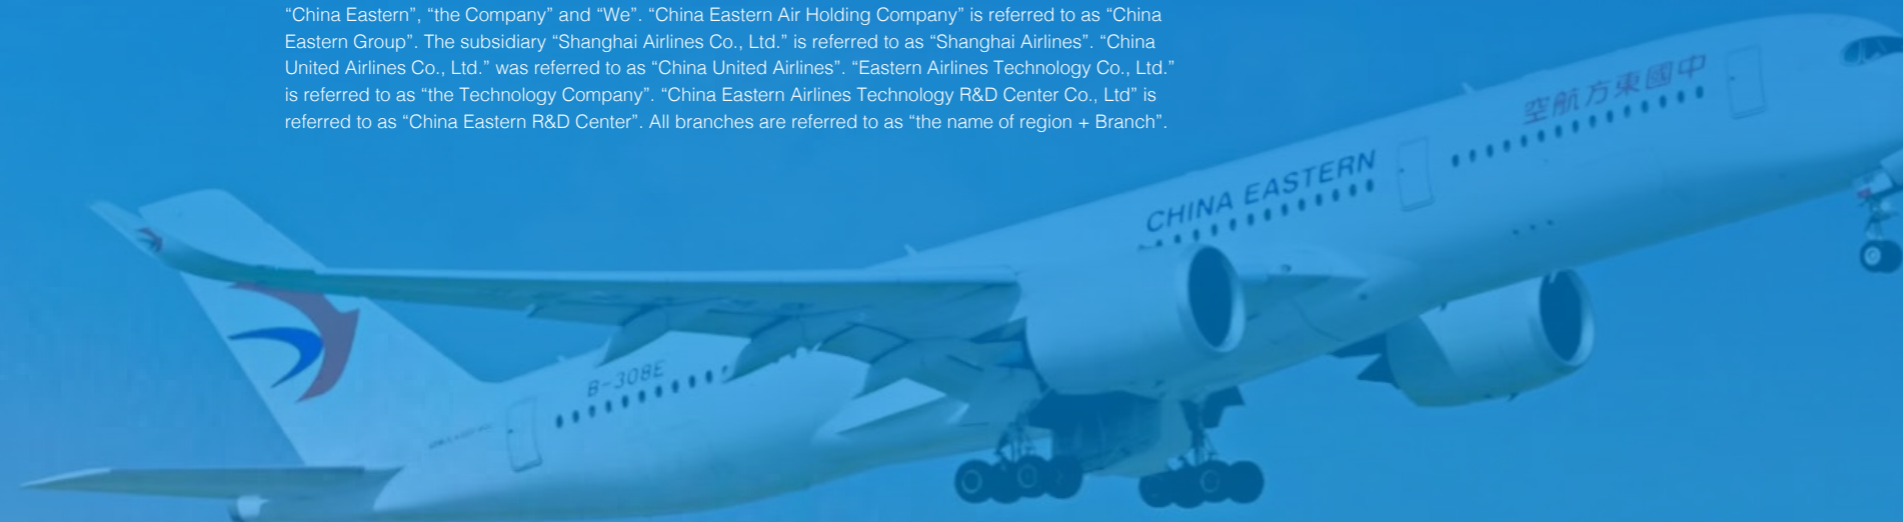 “China Eastern”, “the Company” and “We”. “China Eastern Air Holding Company” is referred to as “China
Eastern Group”. The subsidiary “Shanghai Airlines Co., Ltd.” is referred to as “Shanghai Airlines”. “China
United Airlines Co., Ltd.” was referred to as “China United Airlines”. “Eastern Airlines Technology Co., Ltd.”
is referred to as “the Technology Company”. “China Eastern Airlines Technology R&D Center Co., Ltd” is
referred to as “China Eastern R&D Center”. All branches are referred to as “the name of region + Branch”.
空航方東國中
CHINA EASTERN
B-308E